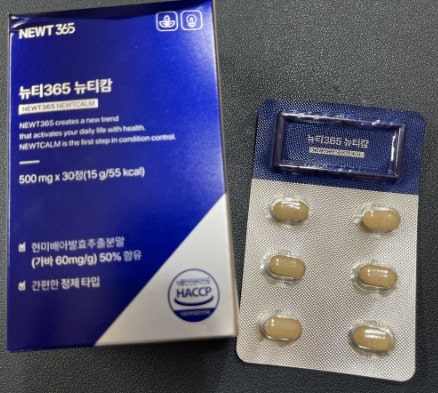 NEWT 365
뉴티365 뉴티캄
NEWT365 NEWTCALM
NEWT365 creates a new trend
that activates your daily life with health.
NEWTCALM is the first step in condition control.
500 mg x 30정(15 g/55 kcal)
현미배아발효추출분말
(가바 60mg/g) 50% 함유
간편한 정제 타입
HACCP
뉴티365 뉴티캄
NEWT365 NEWTCALM